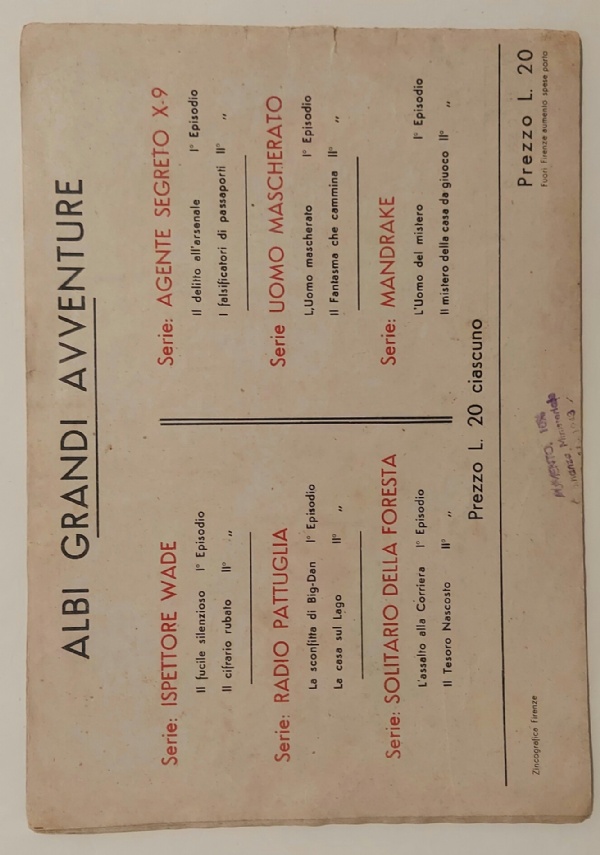 ALBI GRANDI AVVENTURE
Serie: ISPETTORE WADE
Il fucile silenzioso I° Episodio
Il cifrario rubato II° „
Serie: RADIO PATTUGLIA
La sconfitta di Big-Dan I° Episodio
La casa sul Lago II° „
Serie: SOLITARIO DELLA FORESTA
L'assalto alla Corriera I° Episodio
Il Tesoro Nascosto II° „
Serie: AGENTE SEGRETO X-9
Il delitto all'arsenale I° Episodio
I falsificatori di passaporti II° „
Serie UOMO MASCHERATO
L,Uomo mascherato I° Episodio
Il Fantasma che cammina II° „
Serie: MANDRAKE
L'Uomo del mistero I° Episodio
Il mistero della casa da giuoco II° „
Prezzo L. 20 ciascuno
Zincografica Firenze
AUMENTO 10%
Prezzo L. 20
Fuori Firenze aumento spese porto